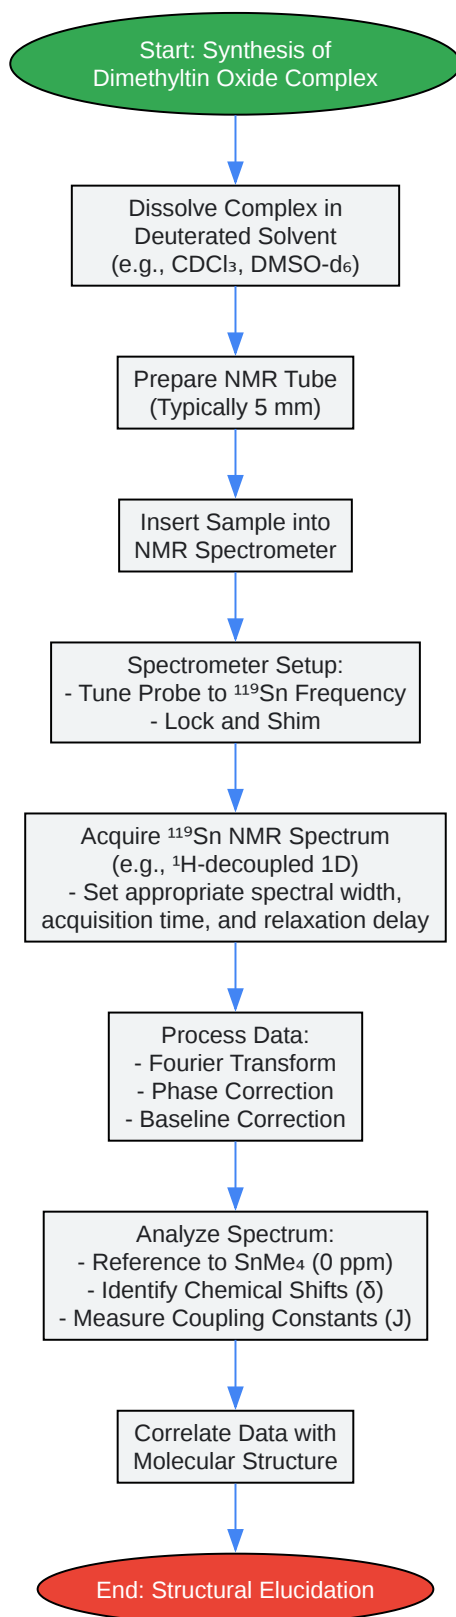 Start: Synthesis of
Dimethyltin Oxide Complex
Dissolve Complex in
Deuterated Solvent
(e.g., CDCl₃, DMSO-d₆)
Prepare NMR Tube
(Typically 5 mm)
Insert Sample into
NMR Spectrometer
Spectrometer Setup:
- Tune Probe to ¹¹⁹Sn Frequency
- Lock and Shim
Acquire ¹¹⁹Sn NMR Spectrum
(e.g., ¹H-decoupled 1D)
- Set appropriate spectral width,
acquisition time, and relaxation delay
Process Data:
- Fourier Transform
- Phase Correction
- Baseline Correction
Analyze Spectrum:
- Reference to SnMe₄ (0 ppm)
- Identify Chemical Shifts (δ)
- Measure Coupling Constants (J)
Correlate Data with
Molecular Structure
End: Structural Elucidation